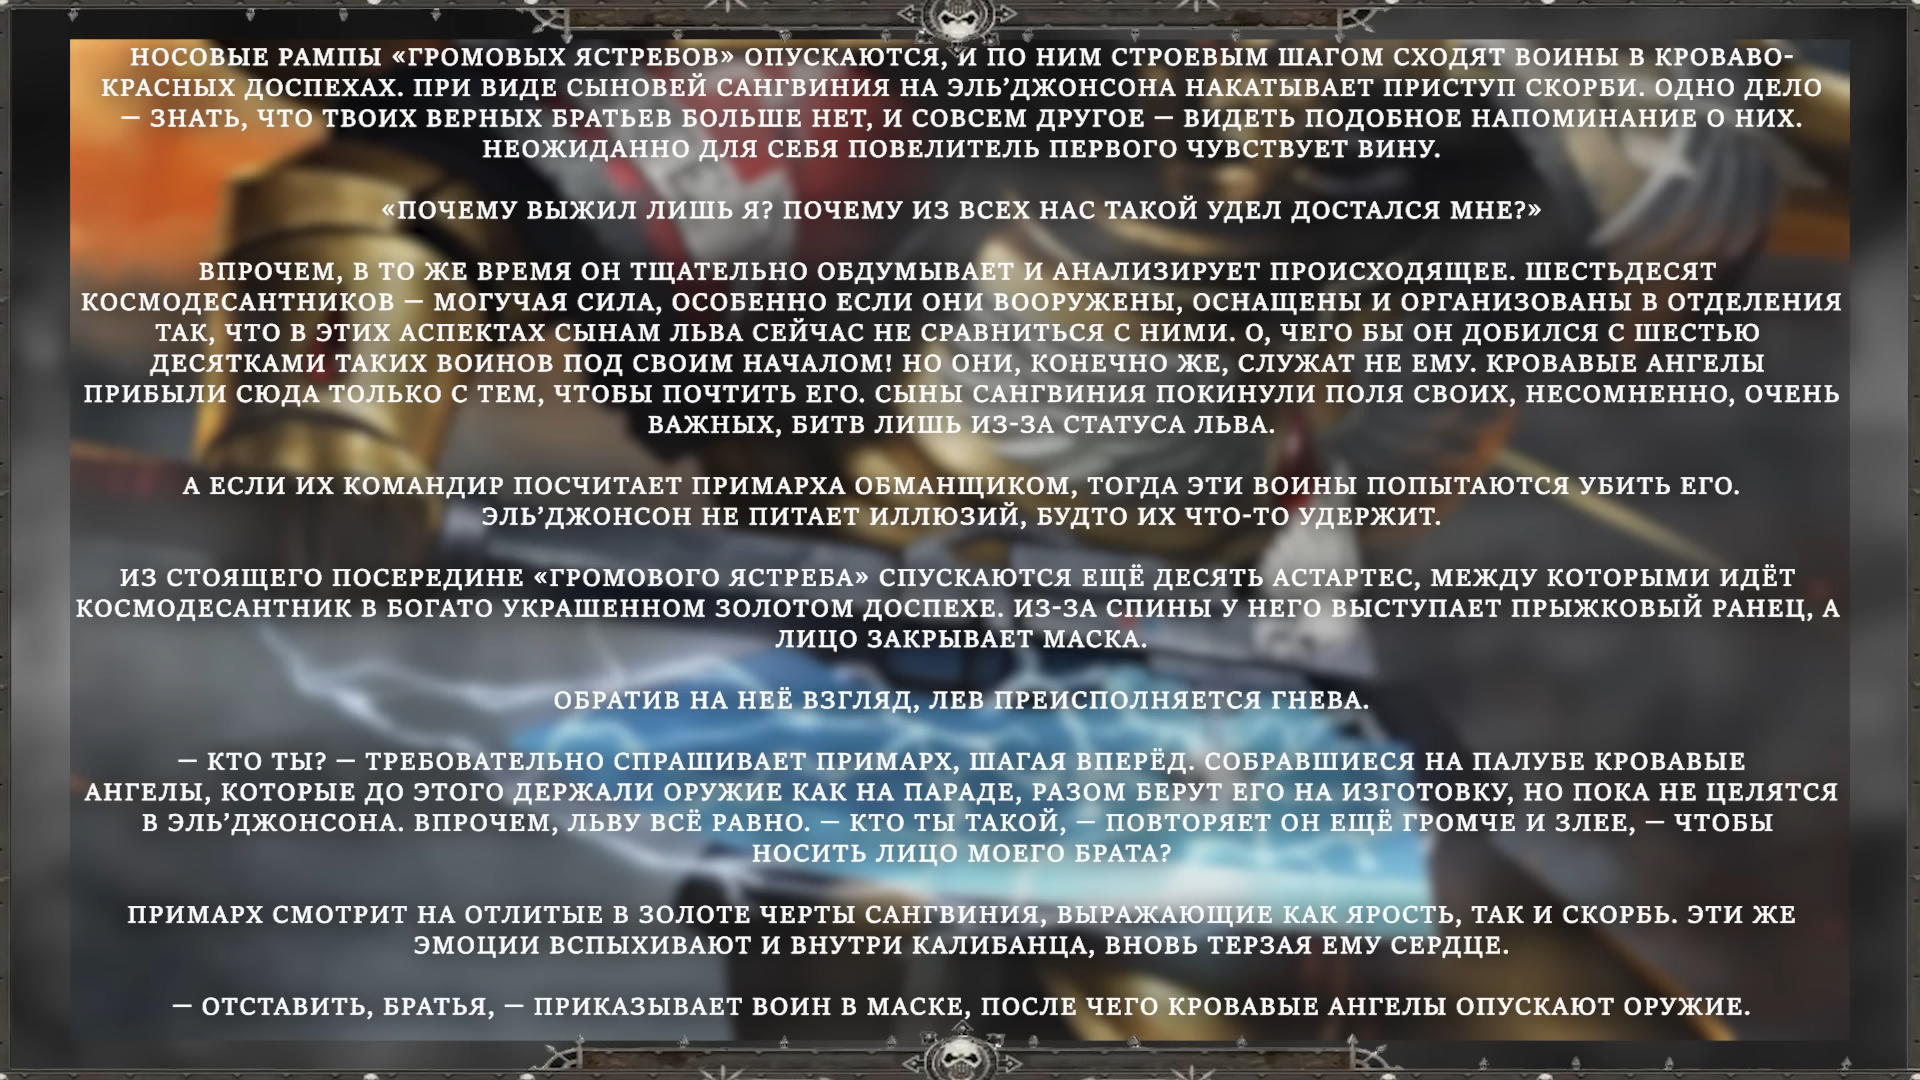 НОСОВЫЕ РАМПЫ «ГРОМОВЫХ ЯСТРЕБОВ» ОПУСКАЮТСЯ, И ПО НИМ СТРОЕВЫМ ШАГОМ СХОДЯТ ВОИНЫ В КРОВАВО-
КРАСНЫХ ДОСПЕХАХ. ПРИ ВИДЕ СЫНОВЕЙ САНГВИНИЯ НА ЭЛЬ’ДЖОНСОНА НАКАТЫВАЕТ ПРИСТУП СКОРБИ. ОДНО ДЕЛО
— ЗНАТЬ, ЧТО ТВОИХ ВЕРНЫХ БРАТЬЕВ БОЛЬШЕ НЕТ, И СОВСЕМ ДРУГОЕ — ВИДЕТЬ ПОДОБНОЕ НАПОМИНАНИЕ О НИХ.
НЕОЖИДАННО ДЛЯ СЕБЯ ПОВЕЛИТЕЛЬ ПЕРВОГО ЧУВСТВУЕТ ВИНУ.
«ПОЧЕМУ ВЫЖИЛ ЛИШЬ Я? ПОЧЕМУ ИЗ ВСЕХ НАС ТАКОЙ УДЕЛ ДОСТАЛСЯ МНЕ?»
ВПРОЧЕМ, В ТО ЖЕ ВРЕМЯ ОН ТЩАТЕЛЬНО ОБДУМЫВАЕТ И АНАЛИЗИРУЕТ ПРОИСХОДЯЩЕЕ. ШЕСТЬДЕСЯТ
КОСМОДЕСАНТНИКОВ — МОГУЧАЯ СИЛА, ОСОБЕННО ЕСЛИ ОНИ ВООРУЖЕНЫ, ОСНАЩЕНЫ И ОРГАНИЗОВАНЫ В ОТДЕЛЕНИЯ
ТАК, ЧТО В ЭТИХ АСПЕКТАХ СЫНАМ ЛЬВА СЕЙЧАС НЕ СРАВНИТЬСЯ С НИМИ. О, ЧЕГО БЫ ОН ДОБИЛСЯ С ШЕСТЬЮ
ДЕСЯТКАМИ ТАКИХ ВОИНОВ ПОД СВОИМ НАЧАЛОМ! НО ОНИ, КОНЕЧНО ЖЕ, СЛУЖАТ НЕ ЕМУ. КРОВАВЫЕ АНГЕЛЫ
ПРИБЫЛИ СЮДА ТОЛЬКО С ТЕМ, ЧТОБЫ ПОЧТИТЬ ЕГО. СЫНЫ САНГВИНИЯ ПОКИНУЛИ ПОЛЯ СВОИХ, НЕСОМНЕННО, ОЧЕНЬ
ВАЖНЫХ, БИТВ ЛИШЬ ИЗ-ЗА СТАТУСА ЛЬВА.
А ЕСЛИ ИХ КОМАНДИР ПОСЧИТАЕТ ПРИМАРХА ОБМАНЩИКОМ, ТОГДА ЭТИ ВОИНЫ ПОПЫТАЮТСЯ УБИТЬ ЕГО.
ЭЛЬ’ДЖОНСОН НЕ ПИТАЕТ ИЛЛЮЗИЙ, БУДТО ИХ ЧТО-ТО УДЕРЖИТ.
ИЗ СТОЯЩЕГО ПОСЕРЕДИНЕ «ГРОМОВОГО ЯСТРЕБА» СПУСКАЮТСЯ ЕЩЁ ДЕСЯТЬ АСТАРТЕС, МЕЖДУ КОТОРЫМИ ИДЁТ
КОСМОДЕСАНТНИК В БОГАТО УКРАШЕННОМ ЗОЛОТОМ ДОСПЕХЕ. ИЗ-ЗА СПИНЫ У НЕГО ВЫСТУПАЕТ ПРЫЖКОВЫЙ РАНЕЦ, А
ЛИЦО ЗАКРЫВАЕТ МАСКА.
ОБРАТИВ НА НЕЁ ВЗГЛЯД, ЛЕВ ПРЕИСПОЛНЯЕТСЯ ГНЕВА.
— КТО ТЫ? — ТРЕБОВАТЕЛЬНО СПРАШИВАЕТ ПРИМАРХ, ШАГАЯ ВПЕРЁД. СОБРАВШИЕСЯ НА ПАЛУБЕ КРОВАВЫЕ
АНГЕЛЫ, КОТОРЫЕ ДО ЭТОГО ДЕРЖАЛИ ОРУЖИЕ КАК НА ПАРАДЕ, РАЗОМ БЕРУТ ЕГО НА ИЗГОТОВКУ, НО ПОКА НЕ ЦЕЛЯТСЯ
В ЭЛЬ’ДЖОНСОНА. ВПРОЧЕМ, ЛЬВУ ВСЁ РАВНО. — КТО ТЫ ТАКОЙ, — ПОВТОРЯЕТ ОН ЕЩЁ ГРОМЧЕ И ЗЛЕЕ, — ЧТОБЫ
НОСИТЬ ЛИЦО МОЕГО БРАТА?
ПРИМАРХ СМОТРИТ НА ОТЛИТЫЕ В ЗОЛОТЕ ЧЕРТЫ САНГВИНИЯ, ВЫРАЖАЮЩИЕ КАК ЯРОСТЬ, ТАК И СКОРБЬ. ЭТИ ЖЕ
ЭМОЦИИ ВСПЫХИВАЮТ И ВНУТРИ КАЛИБАНЦА, ВНОВЬ ТЕРЗАЯ ЕМУ СЕРДЦЕ.
— ОТСТАВИТЬ, БРАТЬЯ, — ПРИКАЗЫВАЕТ ВОИН В МАСКЕ, ПОСЛЕ ЧЕГО КРОВАВЫЕ АНГЕЛЫ ОПУСКАЮТ ОРУЖИЕ.